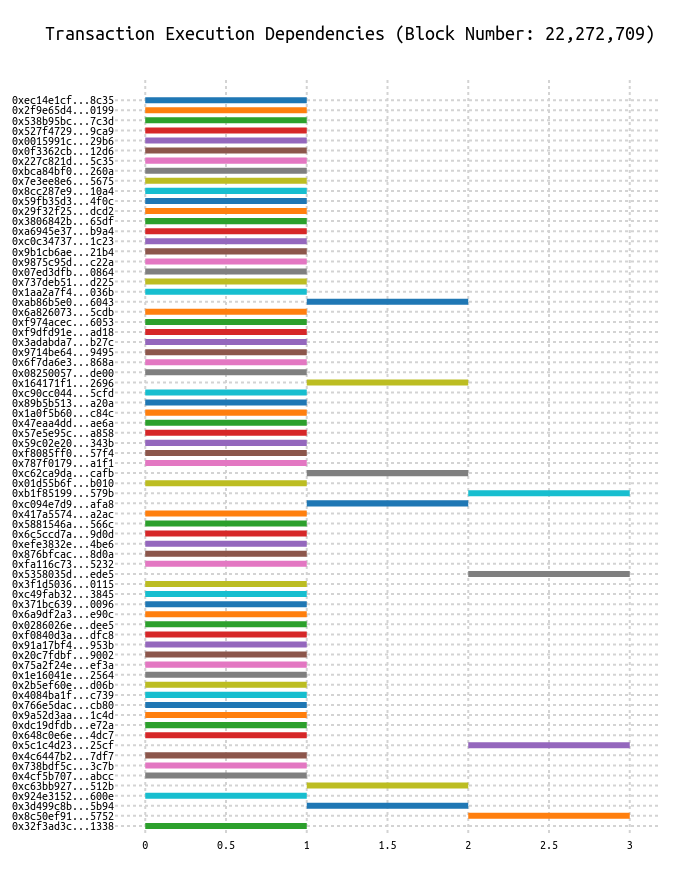 Transaction Execution Dependencies (Block Number: 22,272,709)
0xec14e1cf...8c35
0x2f9e65d4...0199
0x538b95bc...7c3d
0x527f4729...9ca9
0x0015991c...29b6
0x0f3362cb...12d6
0x227c821d...5c35
0xbca84bf0...260a
0x7e3ee8e6...5675
0x8cc287e9...10a4
0x59fb35d3...4f0c
0x29f32f25...dcd2
0x3806842b...65df
0xa6945e37...b9a4
0xc0c34737...1c23
0x9b1cb6ae...21b4
0x9875c95d...c22a
0x07ed3dfb...0864
0x737deb51...d225
0x1aa2a7f4...036b
0xab86b5e0...6043
0x6a826073...5cdb
0xf974acec...6053
0xf9dfd91e...ad18
0x3adabda7...b27c
0x9714be64...9495
0x6f7da6e3...868a
0x08250057...de00
0x164171f1...2696
0xc90cc044...5cfd
0x89b5b513...a20a
0x1a0f5b60...c84c
0x47eaa4dd...ae6a
0x57e5e95c...a858
0x59c02e20...343b
0xf8085ff0...57f4
0x787f0179...a1f1
0xc62ca9da...cafb
0x01d55b6f...b010
0xb1f85199...579b
0xc094e7d9...afa8
0x417a5574...a2ac
0x5881546a...566c
0x6c5ccd7a...9d0d
0xefe3832e...4be6
0x876bfcac...8d0a
0xfa116c73...5232
0x5358035d...ede5
0x3f1d5036...0115
0xc49fab32...3845
0x371bc639...0096
0x6a9df2a3...e90c
0x0286026e...dee5
0xf0840d3a...dfc8
0x91a17bf4...953b
0x20c7fdbf...9002
0x75a2f24e...ef3a
0x1e16041e...2564
0x2b5ef60e...d06b
0x4084ba1f...c739
0x766e5dac...cb80
0x9a52d3aa...1c4d
0xdc19dfdb...e72a
0x648c0e6e...4dc7
0x5c1c4d23...25cf
0x4c6447b2...7df7
0x738bdf5c...3c7b
0x4cf5b707...abcc
0xc63bb927...512b
0x924e3152...600e
0x3d499c8b...5b94
0x8c50ef91...5752
0x32f3ad3c...1338
0 0.5 1 1.5 2 2.5 3